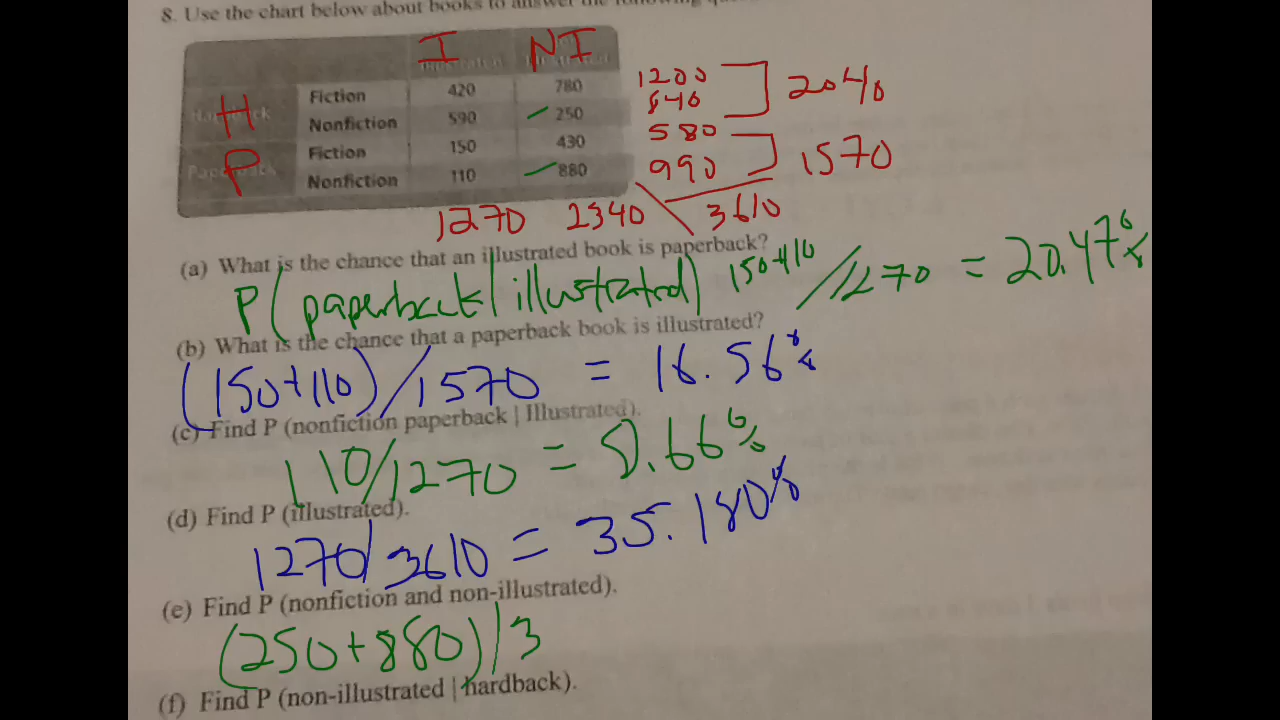 8. Use the chart below about books to answer the following
I NI
H Fiction 420 780 1200
Nonfiction 590 250 840 2040
P Fiction 150 430 580
Nonfiction 110 880 990 1570
1270 2340 3610
(a) What is the chance that an illustrated book is paperback?
P(paperback|illustrated) 150+110/1270 = 20.47%
(b) What is the chance that a paperback book is illustrated?
(150+110)/1570 = 16.56%
(c) Find P (nonfiction paperback | Illustrated).
110/1270 = 8.66%
(d) Find P (illustrated).
1270/3610 = 35.180%
(e) Find P (nonfiction and non-illustrated).
(250+880)/3
(f) Find P (non-illustrated | hardback).